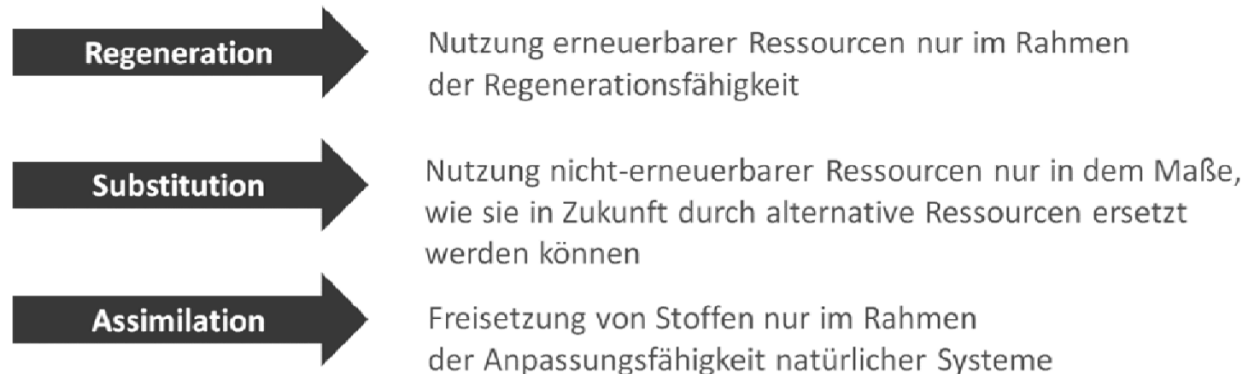 Regeneration
Nutzung erneuerbarer Ressourcen nur im Rahmen
der Regenerationsfähigkeit
Substitution
Nutzung nicht-erneuerbarer Ressourcen nur in dem Maße,
wie sie in Zukunft durch alternative Ressourcen ersetzt
werden können
Assimilation
Freisetzung von Stoffen nur im Rahmen
der Anpassungsfähigkeit natürlicher Systeme